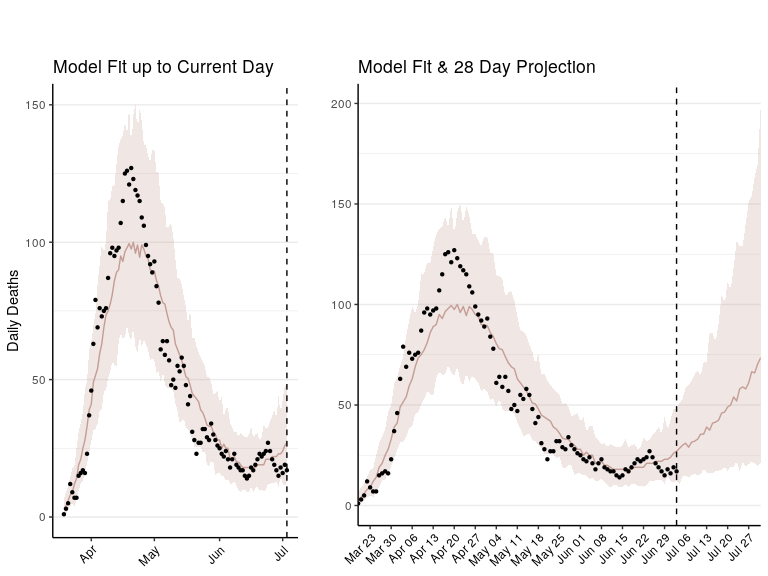 Model Fit up to Current Day
Daily Deaths
150
100
50
0
Apr
May
Jun
Jul
Model Fit & 28 Day Projection
200
150
100
50
0
Mar 23
Mar 30
Apr 06
Apr 13
Apr 20
Apr 27
May 04
May 11
May 18
May 25
Jun 01
Jun 08
Jun 15
Jun 22
Jun 29
Jul 06
Jul 13
Jul 20
Jul 27